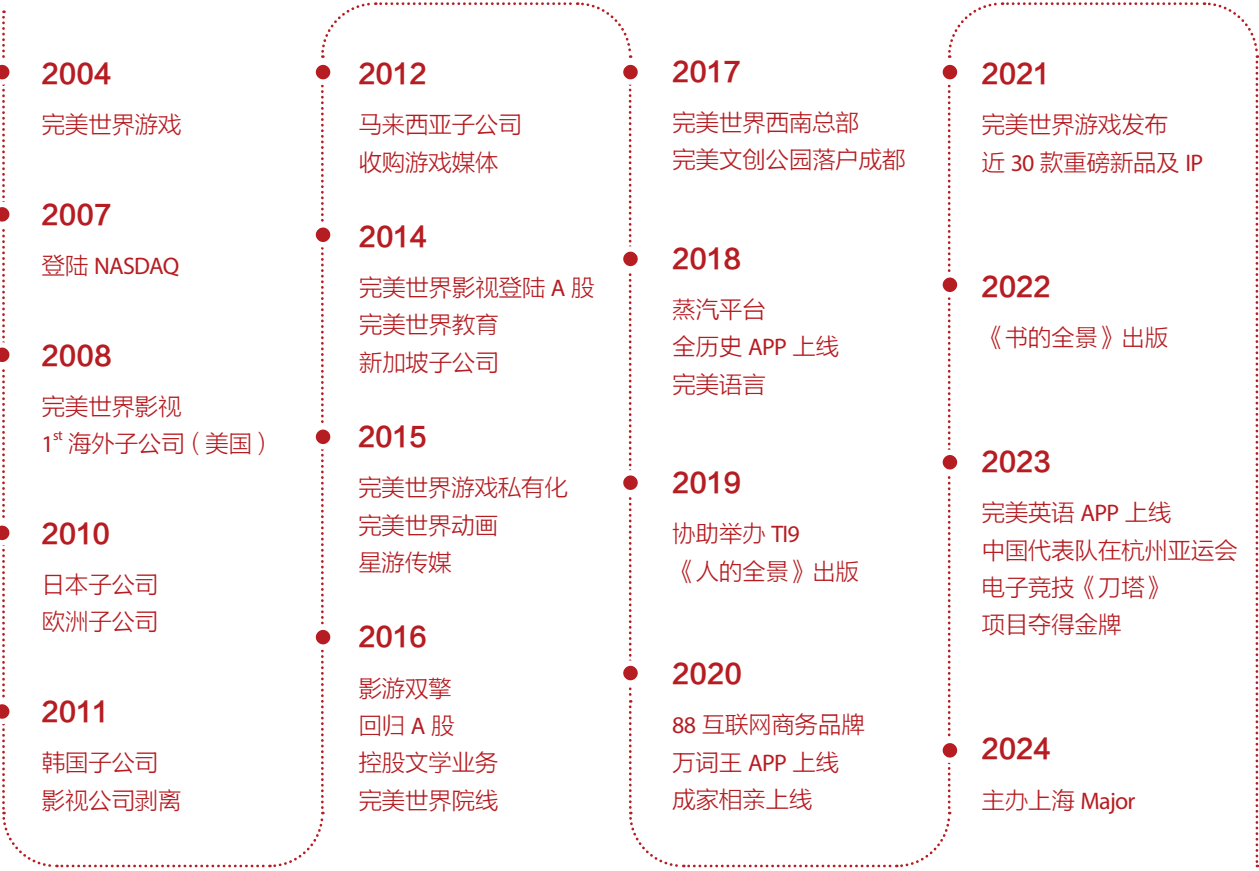 2004
完美世界游戏
2007
登陆 NASDAQ
2008
完美世界影视
1st 海外子公司（美国）
2010
日本子公司
欧洲子公司
2011
韩国子公司
影视公司剥离
2012
马来西亚子公司
收购游戏媒体
2014
完美世界影视登陆 A 股
完美世界教育
新加坡子公司
2015
完美世界游戏私有化
完美世界动画
星游传媒
2016
影游双擎
回归 A 股
控股文学业务
完美世界院线
2017
完美世界西南总部
完美文创公园落户成都
2018
蒸汽平台
全历史 APP 上线
完美语言
2019
协助举办 TI9
《人的全景》出版
2020
88 互联网商务品牌
万词王 APP 上线
成家相亲上线
2021
完美世界游戏发布
近 30 款重磅新品及 IP
2022
《书的全景》出版
2023
完美英语 APP 上线
中国代表队在杭州亚运会
电子竞技《刀塔》
项目夺得金牌
2024
主办上海 Major